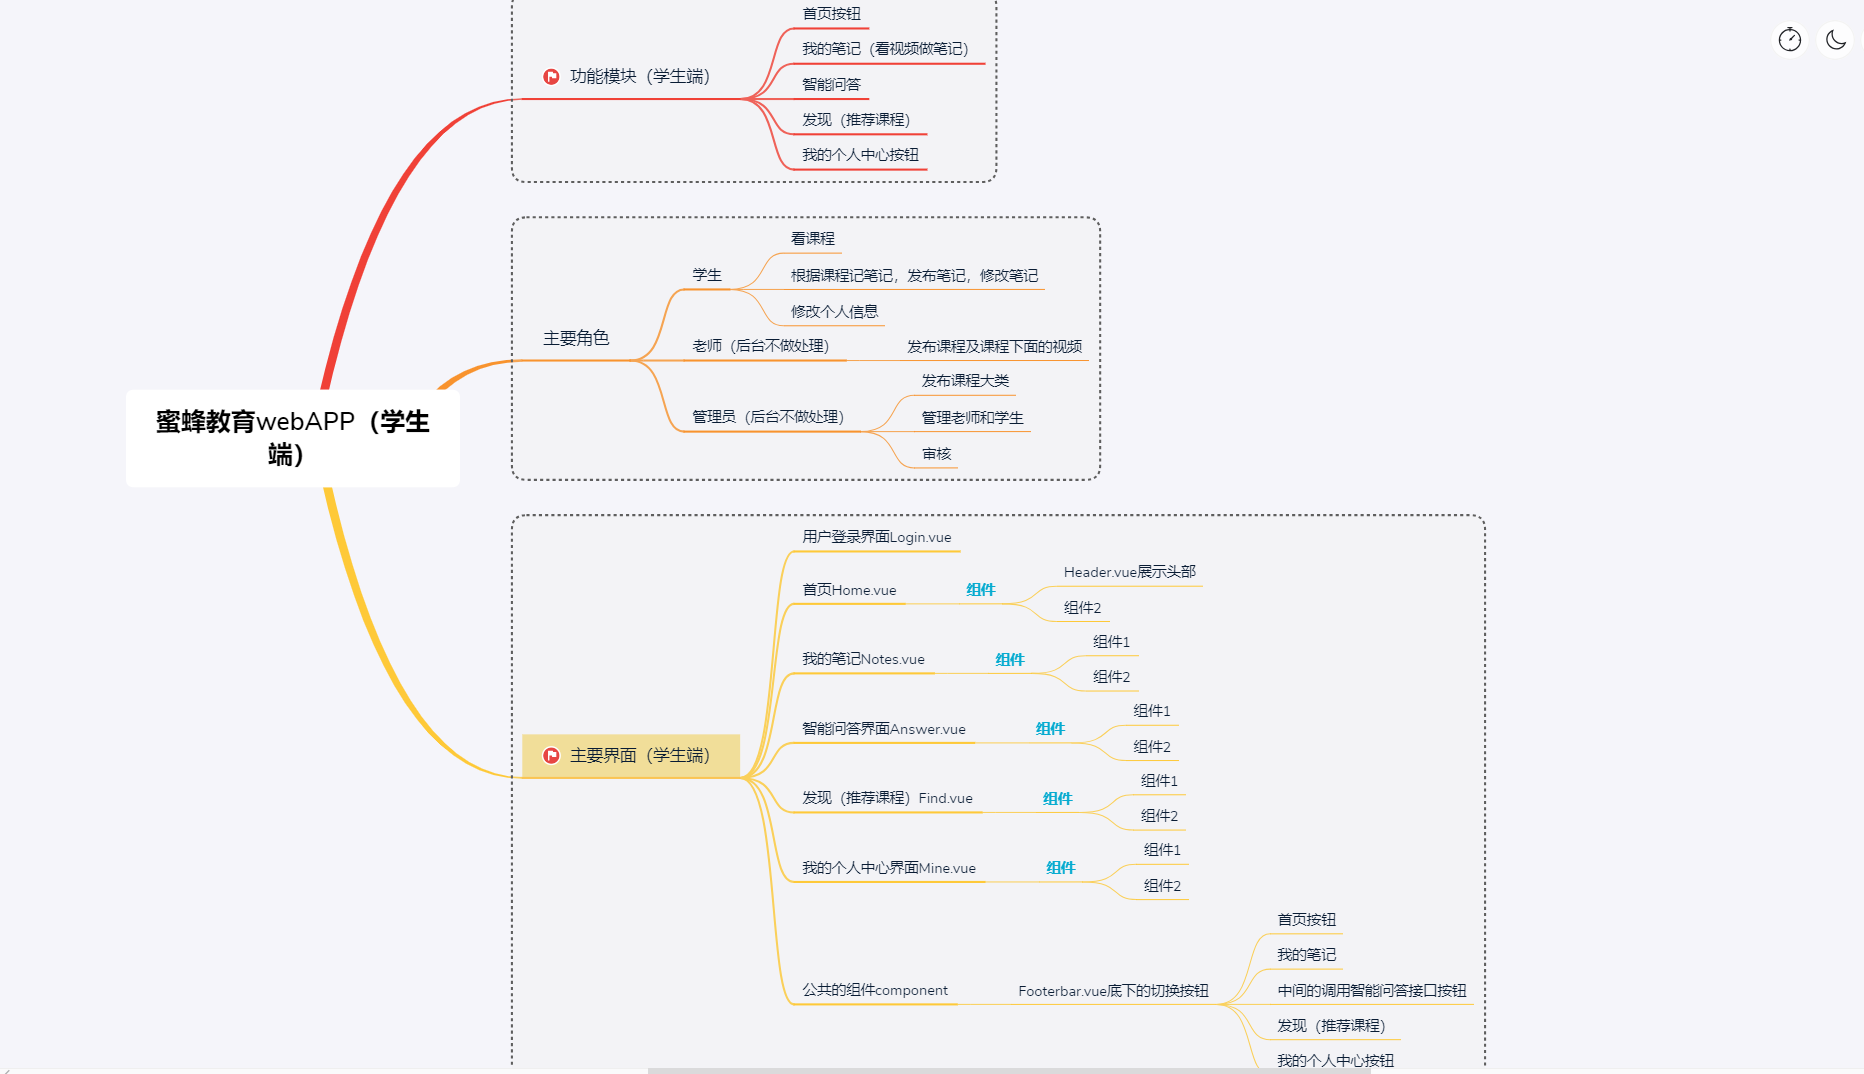 首页按钮
我的笔记（看视频做笔记）
功能模块（学生端）
智能问答
发现（推荐课程）
我的个人中心按钮
看课程
学生
根据课程记笔记，发布笔记，修改笔记
修改个人信息
主要角色
老师（后台不做处理）
发布课程及课程下面的视频
发布课程大类
管理员（后台不做处理）
管理老师和学生
审核
蜜蜂教育webAPP（学生
端）
用户登录界面Login.vue
首页Home.vue
组件
Header.vue展示头部
组件2
我的笔记Notes.vue
组件
组件1
组件2
智能问答界面Answer.vue
组件
组件1
组件2
主要界面（学生端）
发现（推荐课程）Find.vue
组件
组件1
组件2
我的个人中心界面Mine.vue
组件
组件1
组件2
公共的组件component
Footerbar.vue底下的切换按钮
首页按钮
我的笔记
中间的调用智能问答接口按钮
发现（推荐课程）
我的个人中心按钮